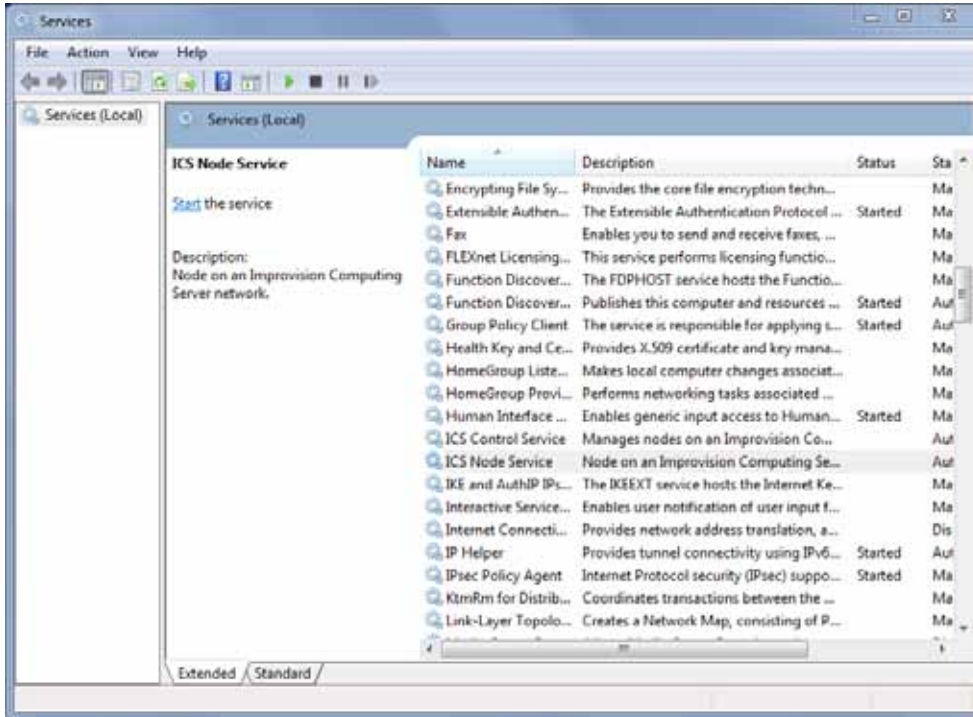 Services
File Action View Help
Services (Local)
Services (Local)
ICS Node Service
Start the service
Description:
Node on an Improvision Computing
Server network.
Name Description Status Sta
Encrypting File Sy... Provides the core file encryption techn... Ma
Extensible Authen... The Extensible Authentication Protocol ... Started Ma
Fax Enables you to send and receive faxes, ... Ma
FLEXnet Licensing... This service performs licensing functio... Ma
Function Discover... The FDPHOST service hosts the Functio... Ma
Function Discover... Publishes this computer and resources ... Started Aut
Group Policy Client The service is responsible for applying s... Started Aut
Health Key and Ce... Provides X.509 certificate and key mana... Ma
HomeGroup Liste... Makes local computer changes associat... Ma
HomeGroup Provi... Performs networking tasks associated ... Ma
Human Interface ... Enables generic input access to Human... Started Ma
ICS Control Service Manages nodes on an Improvision Co... Aut
ICS Node Service Node on an Improvision Computing Se... Aut
IKE and AuthIP IPs... The IKEEXT service hosts the Internet Ke... Ma
Interactive Service... Enables user notification of user input f... Ma
Internet Connecti... Provides network address translation, a... Dis
IP Helper Provides tunnel connectivity using IPv6... Started Aut
IPsec Policy Agent Internet Protocol security (IPsec) suppo... Started Ma
KtmRm for Distrib... Coordinates transactions between the ... Ma
Link-Layer Topolo... Creates a Network Map, consisting of P... Ma
Extended Standard